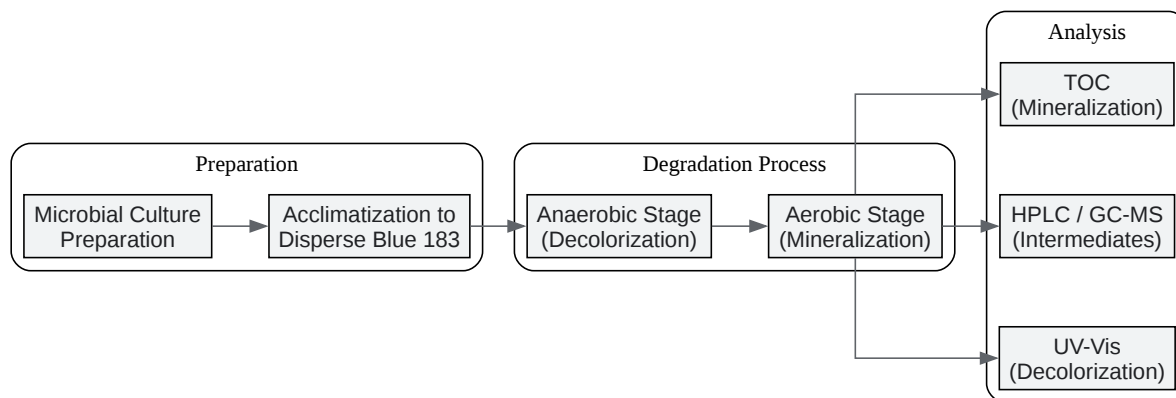 Preparation
Microbial Culture
Preparation
Acclimatization to
Disperse Blue 183
Degradation Process
Anaerobic Stage
(Decolorization)
Aerobic Stage
(Mineralization)
Analysis
TOC
(Mineralization)
HPLC / GC-MS
(Intermediates)
UV-Vis
(Decolorization)